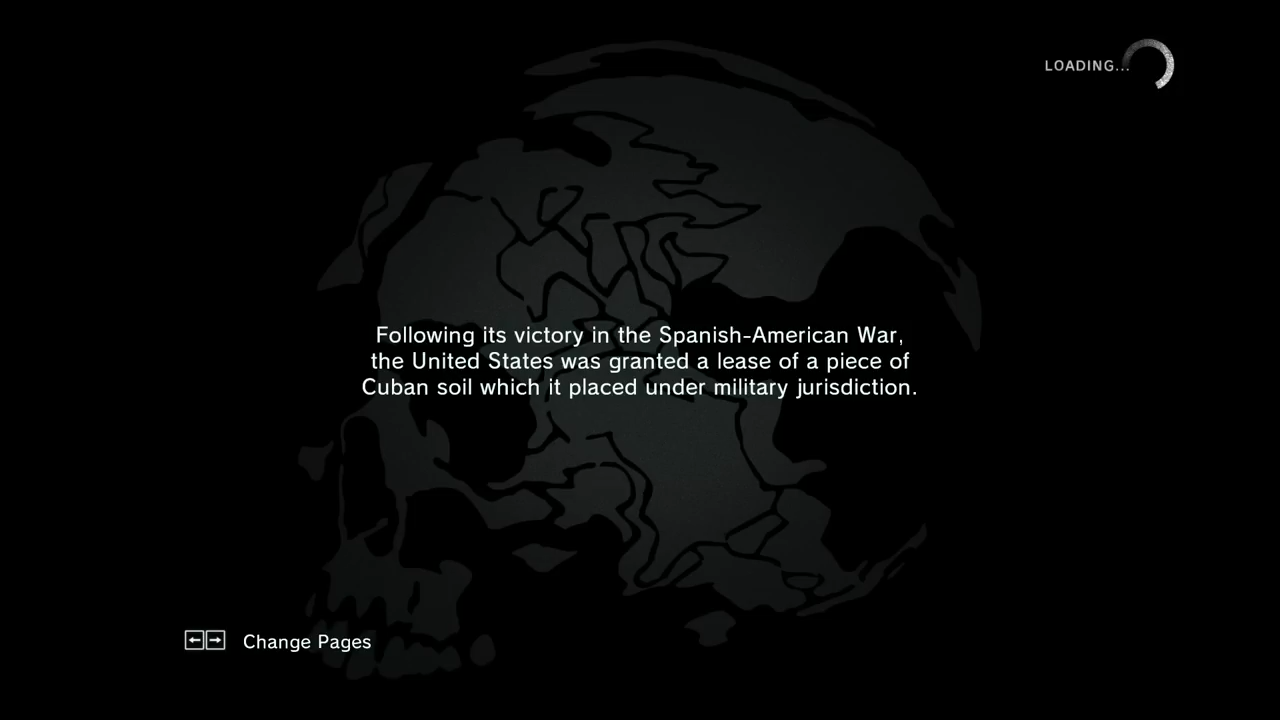 LOADING...
Following its victory in the Spanish-American War,
the United States was granted a lease of a piece of
Cuban soil which it placed under military jurisdiction.
Change Pages